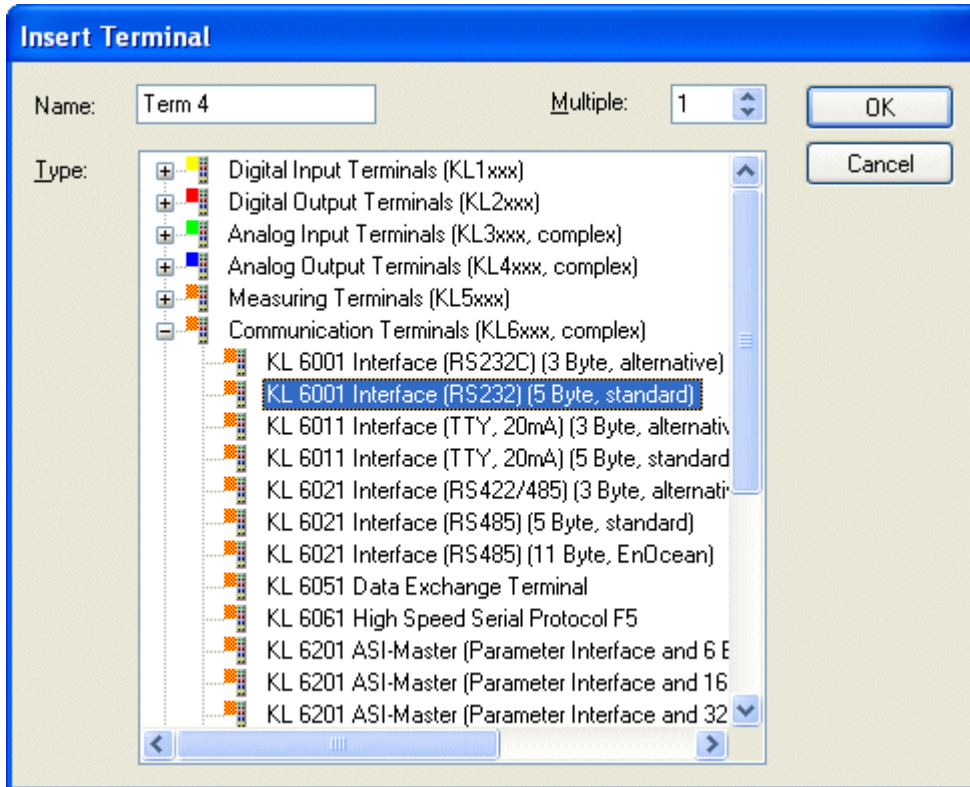 Insert Terminal
Name: Term 4 Multiple: 1 OK
Type: Cancel
Digital Input Terminals (KL1xxx)
Digital Output Terminals (KL2xxx)
Analog Input Terminals (KL3xxx, complex)
Analog Output Terminals (KL4xxx, complex)
Measuring Terminals (KL5xxx)
Communication Terminals (KL6xxx, complex)
KL 6001 Interface (RS232C) (3 Byte, alternative)
KL 6001 Interface (RS232) (5 Byte, standard)
KL 6011 Interface (TTY, 20mA) (3 Byte, alternativ
KL 6011 Interface (TTY, 20mA) (5 Byte, standard
KL 6021 Interface (RS422/485) (3 Byte, alternati
KL 6021 Interface (RS485) (5 Byte, standard)
KL 6021 Interface (RS485) (11 Byte, EnOcean)
KL 6051 Data Exchange Terminal
KL 6061 High Speed Serial Protocol F5
KL 6201 ASI-Master (Parameter Interface and 6 B
KL 6201 ASI-Master (Parameter Interface and 16
KL 6201 ASI-Master (Parameter Interface and 32